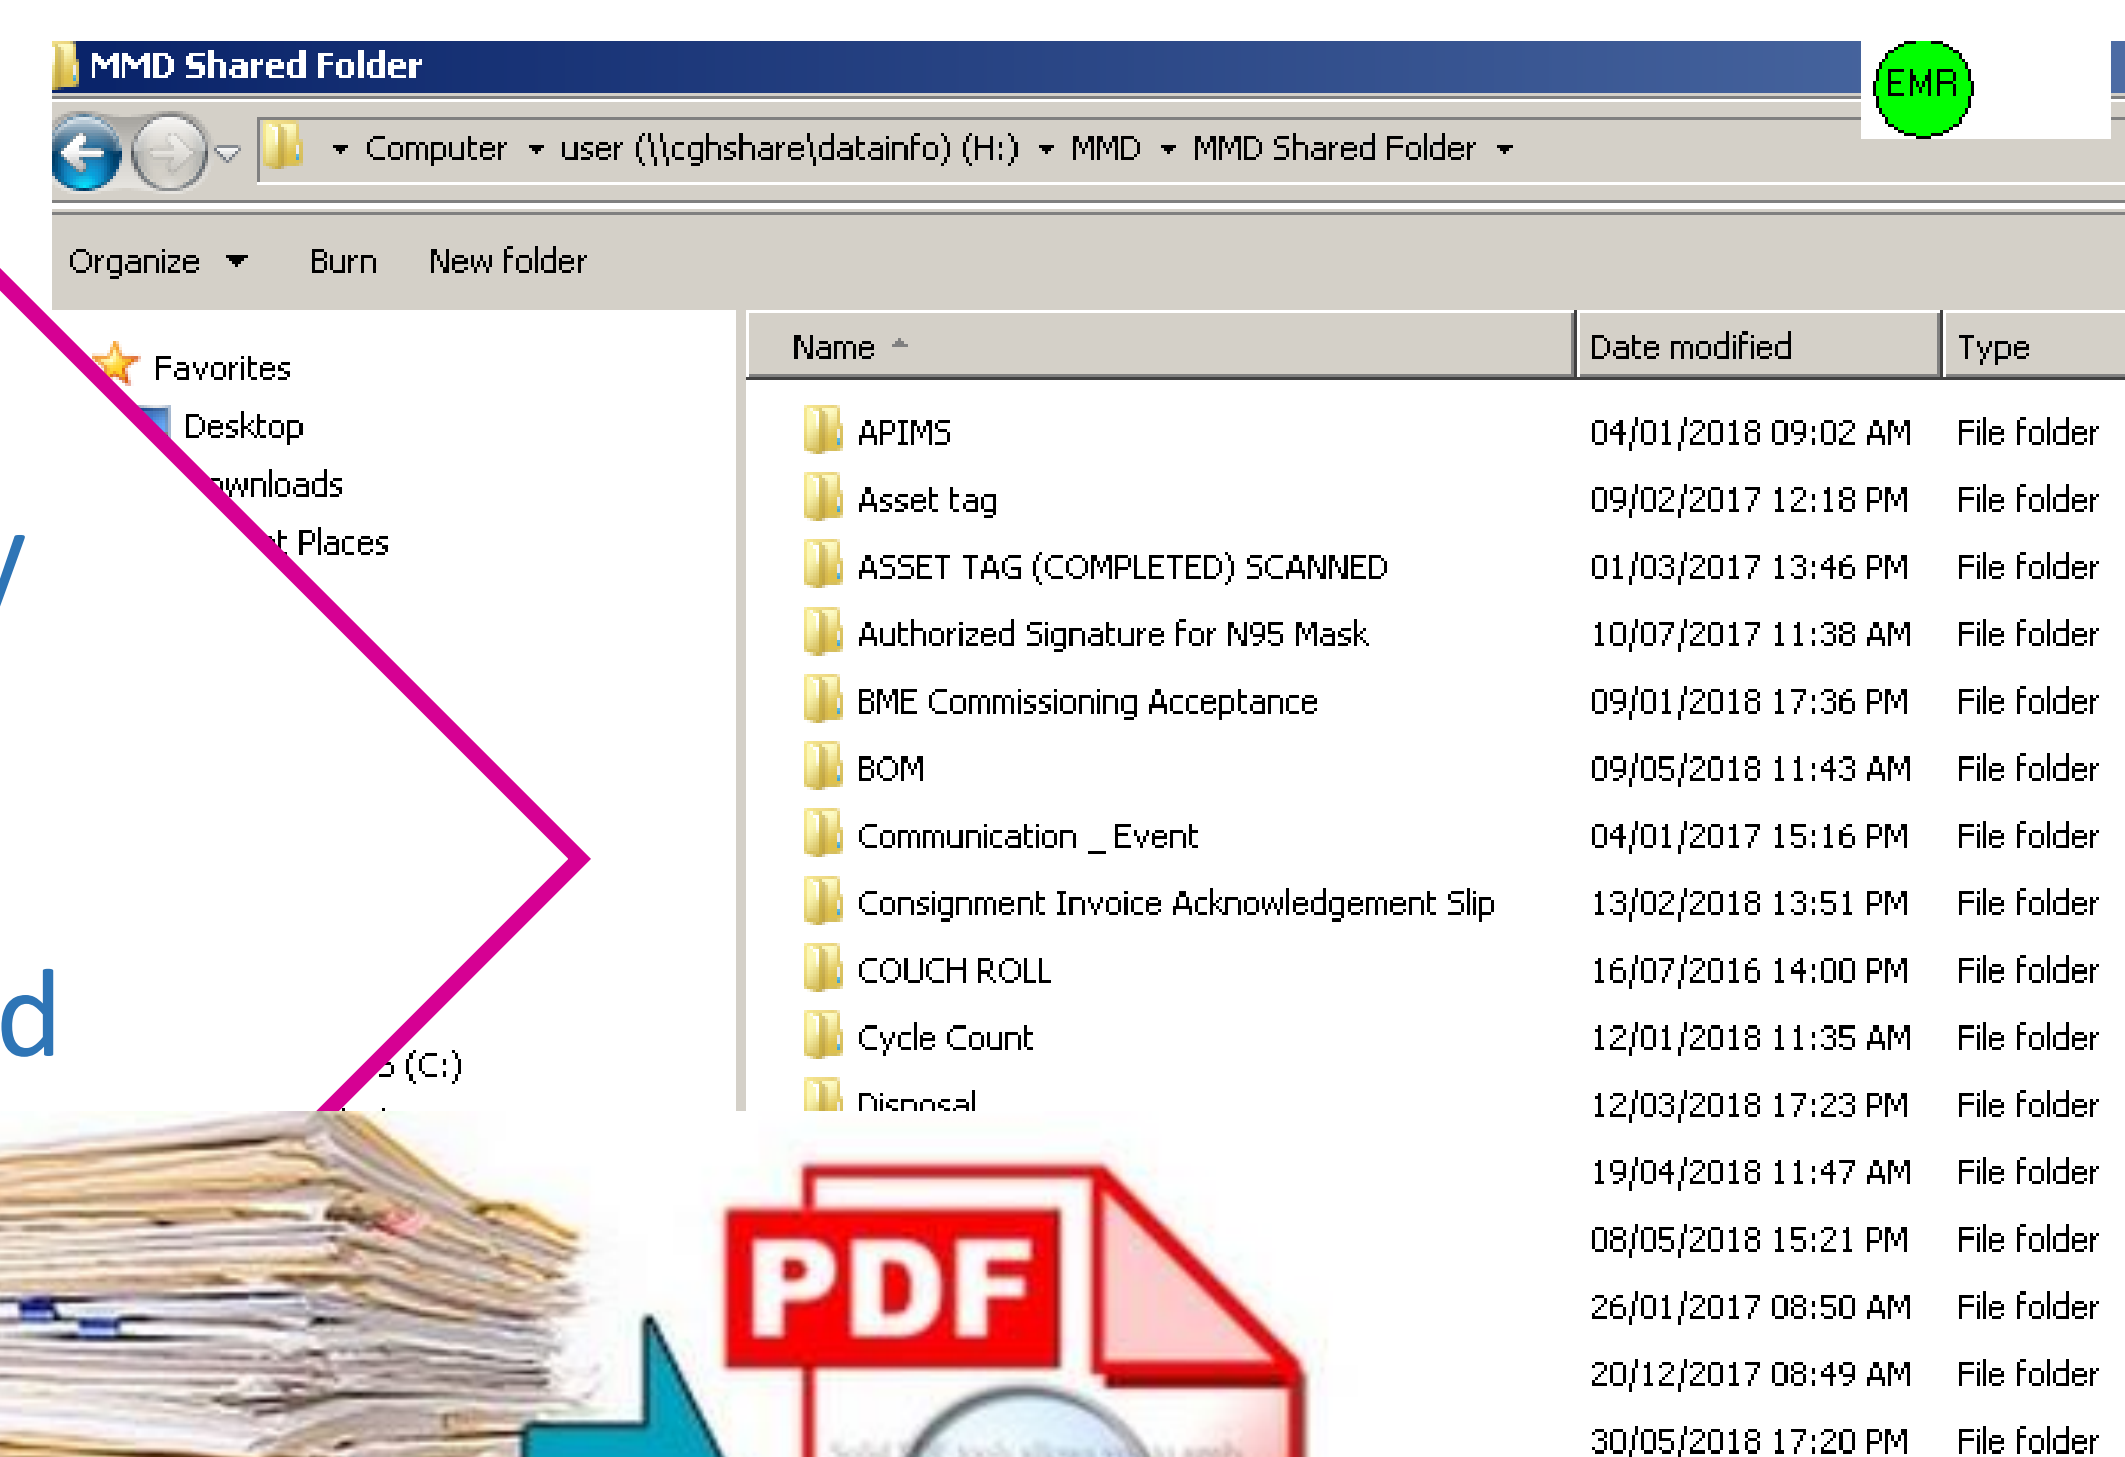 MMD Shared Folder
EMR
Computer user (\\cghshare\datainfo) (H:) MMD MMD Shared Folder
Organize Burn New folder
Name Date modified Type
Favorites
Desktop
Places
(C:)
APIMS 04/01/2018 09:02 AM File folder
Asset tag 09/02/2017 12:18 PM File folder
ASSET TAG (COMPLETED) SCANNED 01/03/2017 13:46 PM File folder
Authorized Signature for N95 Mask 10/07/2017 11:38 AM File folder
BME Commissioning Acceptance 09/01/2018 17:36 PM File folder
BOM 09/05/2018 11:43 AM File folder
Communication _ Event 04/01/2017 15:16 PM File folder
Consignment Invoice Acknowledgement Slip 13/02/2018 13:51 PM File folder
COUCH ROLL 16/07/2016 14:00 PM File folder
Cycle Count 12/01/2018 11:35 AM File folder
Disposal 12/03/2018 17:23 PM File folder
19/04/2018 11:47 AM File folder
08/05/2018 15:21 PM File folder
26/01/2017 08:50 AM File folder
20/12/2017 08:49 AM File folder
30/05/2018 17:20 PM File folder
PDF